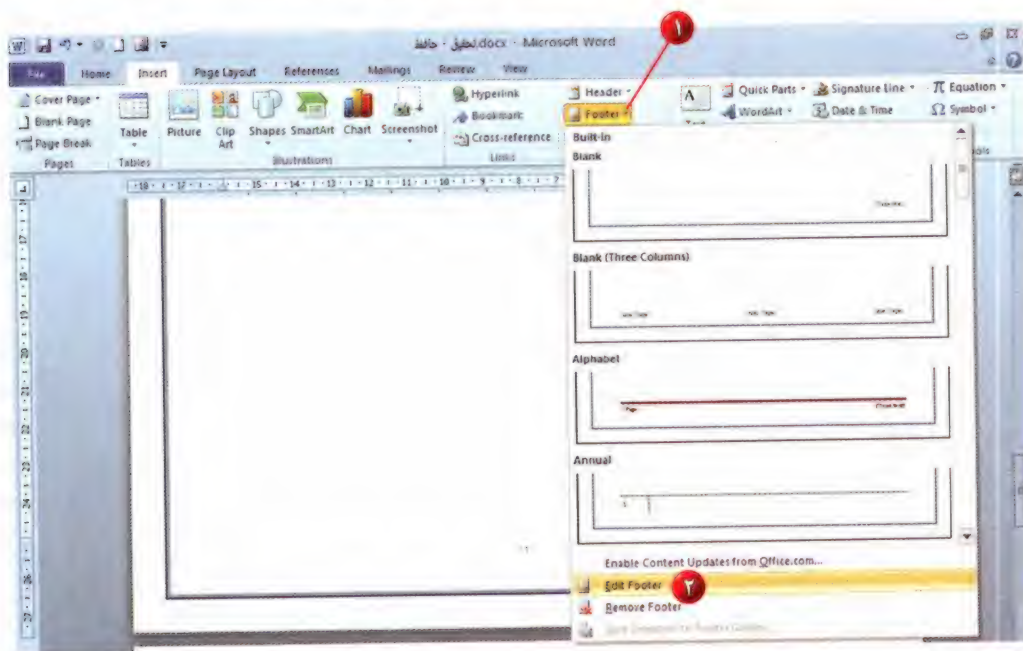 ١
تحقيق - حافظ.docx - Microsoft Word
File Home Insert Page Layout References Mailings Review View
Cover Page
Blank Page
Page Break
Pages
Table
Tables
Picture Clip Art Shapes SmartArt Chart Screenshot
Illustrations
Hyperlink
Bookmark
Cross-reference
Links
Header
Footer
A
Quick Parts
WordArt
Signature Line
Date & Time
Equation
Symbol
Built-in
Blank
Blank (Three Columns)
Alphabet
Annual
Enable Content Updates from Office.com...
Edit Footer ٢
Remove Footer